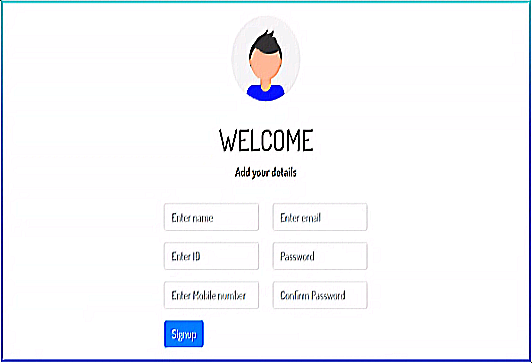 WELCOME
Add your details
Enter name
Enter email
Enter ID
Password
Enter Mobile number
Confirm Password
Signup